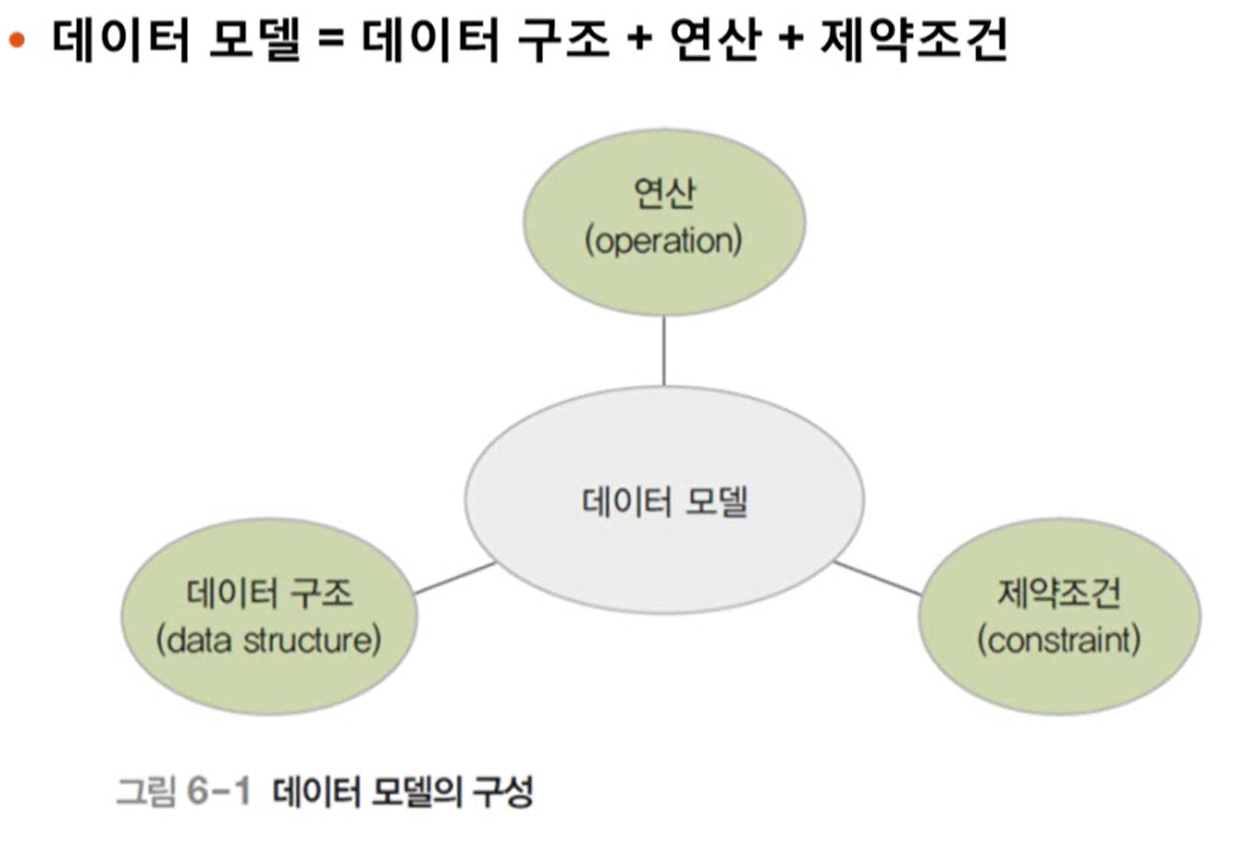 • 데이터 모델 = 데이터 구조 + 연산 + 제약조건
연산
(operation)
데이터 모델
데이터 구조
(data structure)
제약조건
(constraint)
그림 6-1 데이터 모델의 구성